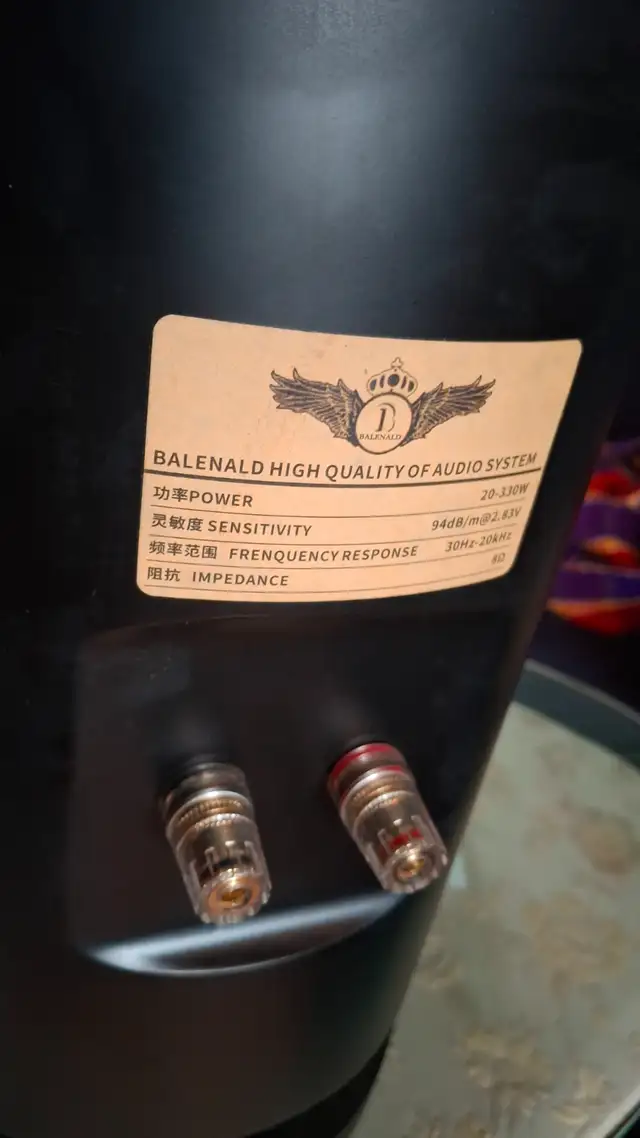 D
BALENALD
BALENALD HIGH QUALITY OF AUDIO SYSTEM
功率POWER 20-330W
灵敏度 SENSITIVITY 94dB/m@2.83V
频率范围 FRENQUENCY RESPONSE 30Hz-20kHz
阻抗 IMPEDANCE 8Ω